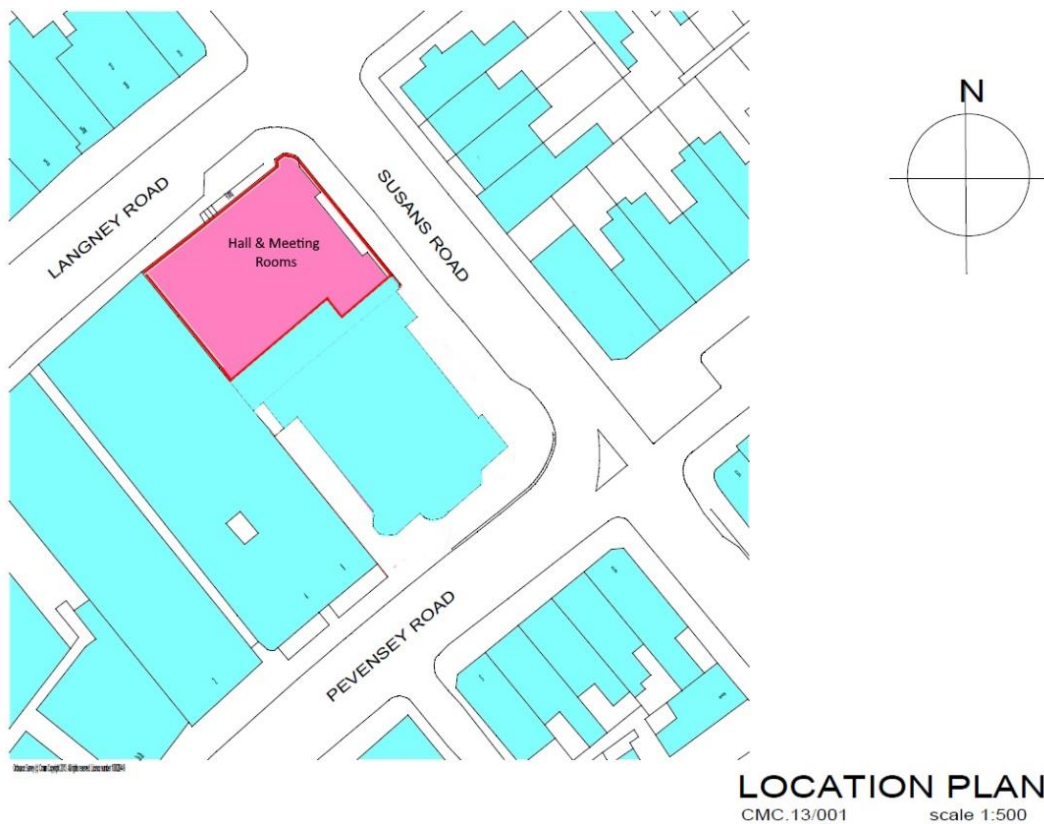 N
LANGNEY ROAD
SUSANS ROAD
Hall & Meeting
Rooms
PEVENSEY ROAD
LOCATION PLAN
CMC.13/001 scale 1:500